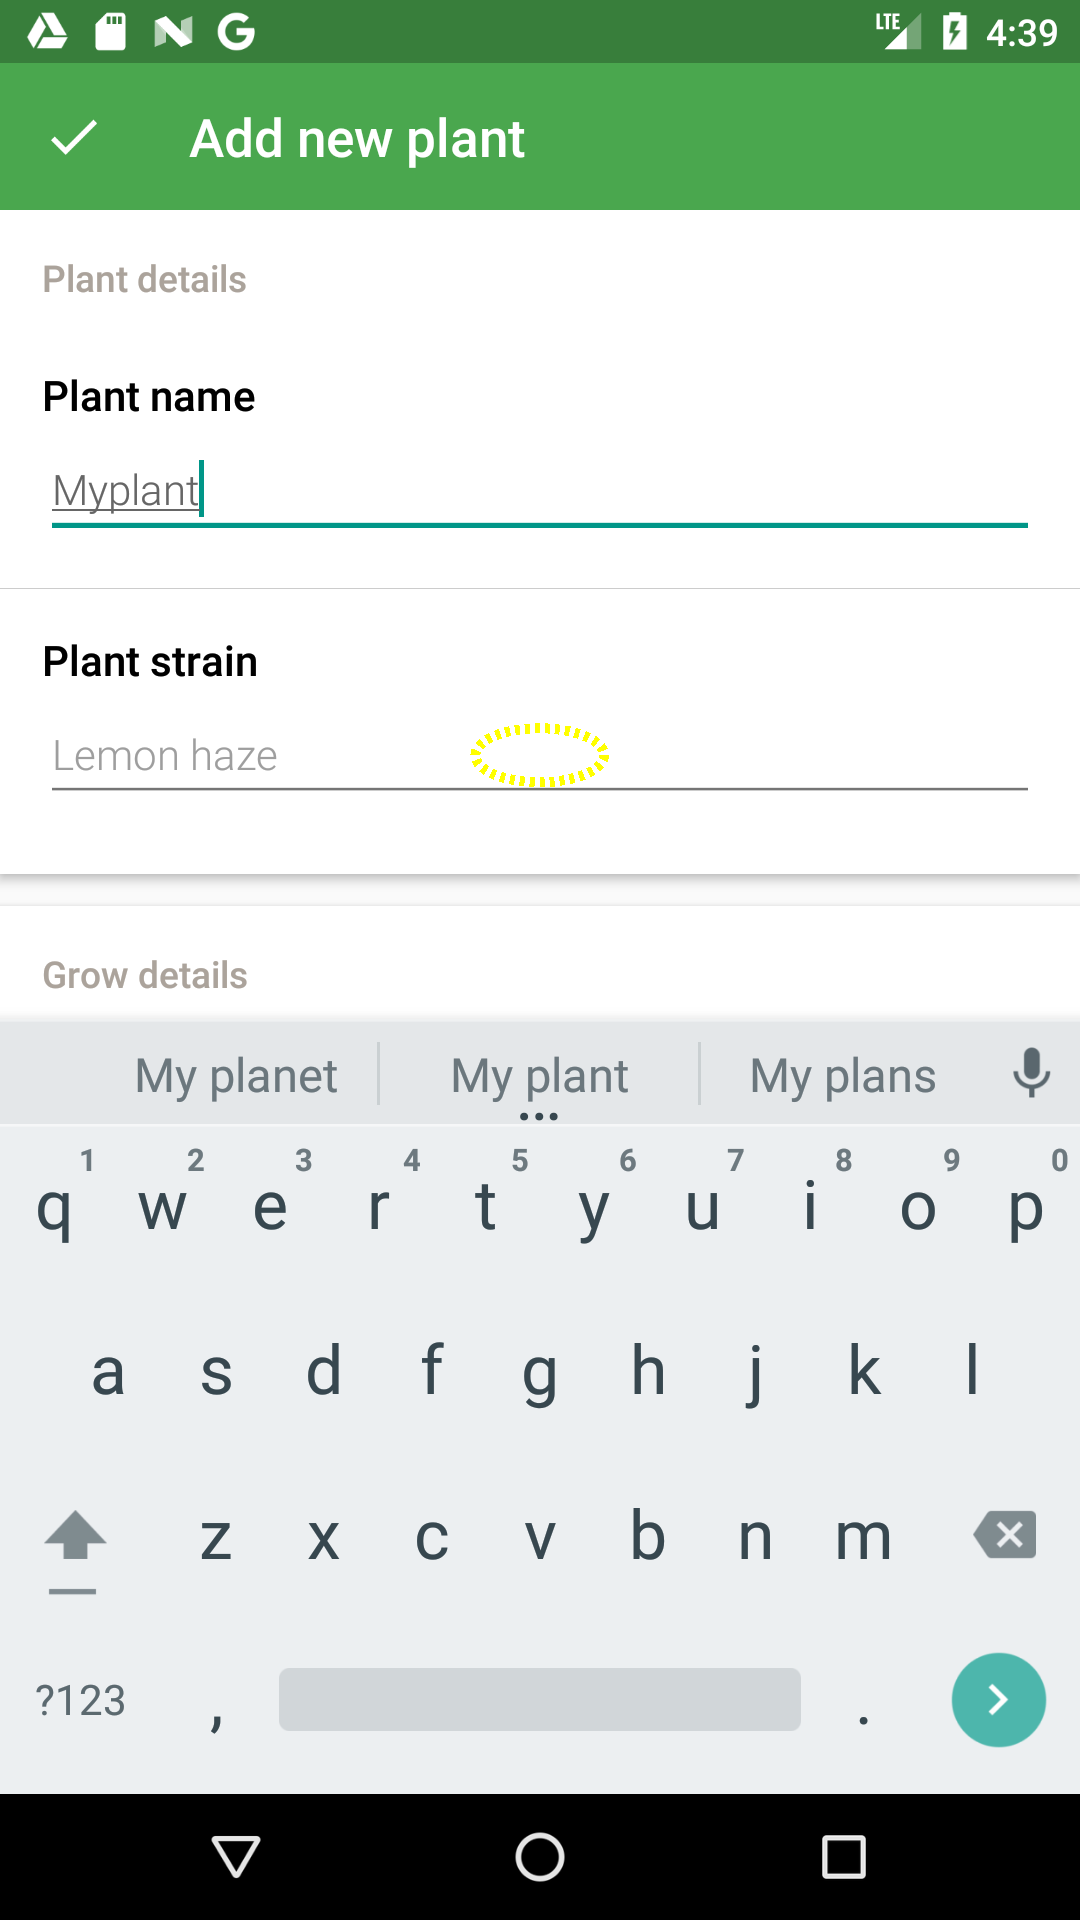 LTE 4:39
Add new plant
Plant details
Plant name
Myplant
Plant strain
Lemon haze
Grow details
My planet My plant My plans
1 2 3 4 5 6 7 8 9 0
q w e r t y u i o p
a s d f g h j k l
z x c v b n m
?123 , .